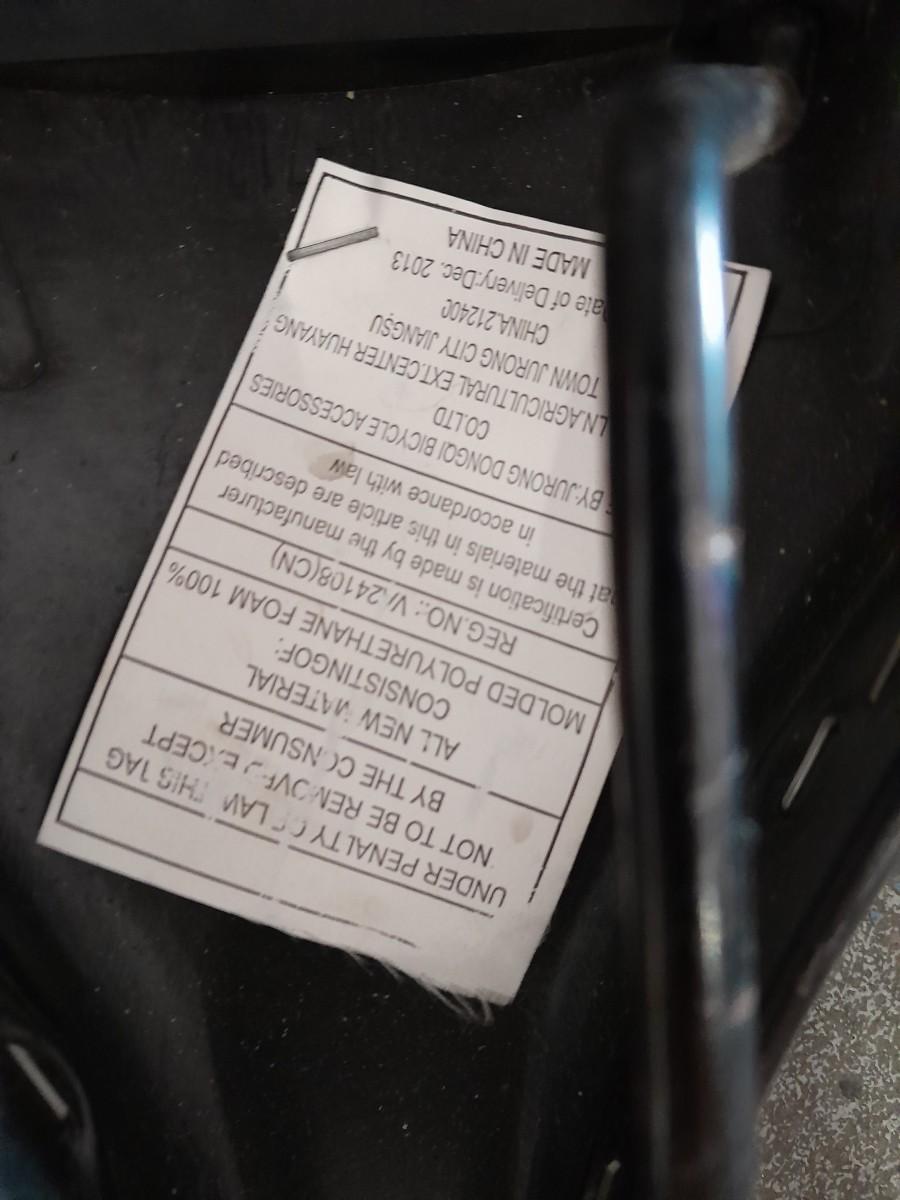 UNDER PENALTY OF LAW THIS TAG
NOT TO BE REMOVED EXCEPT
BY THE CONSUMER
ALL NEW MATERIAL
CONSISTINGOF:
MOLDED POLYURETHANE FOAM 100%
REG.NO.: VA24108(CN)
Certification is made by the manufacturer
hat the materials in this article are described
in accordance with law
BY:JURONG DONGQI BICYCLE ACCESSORIES
CO.LTD
LN.AGRICULTURAL EXT.CENTER HUAYANG
TOWN JURONG CITY JIANGSU
CHINA.212400
ate of Delivery:Dec. 2013
MADE IN CHINA